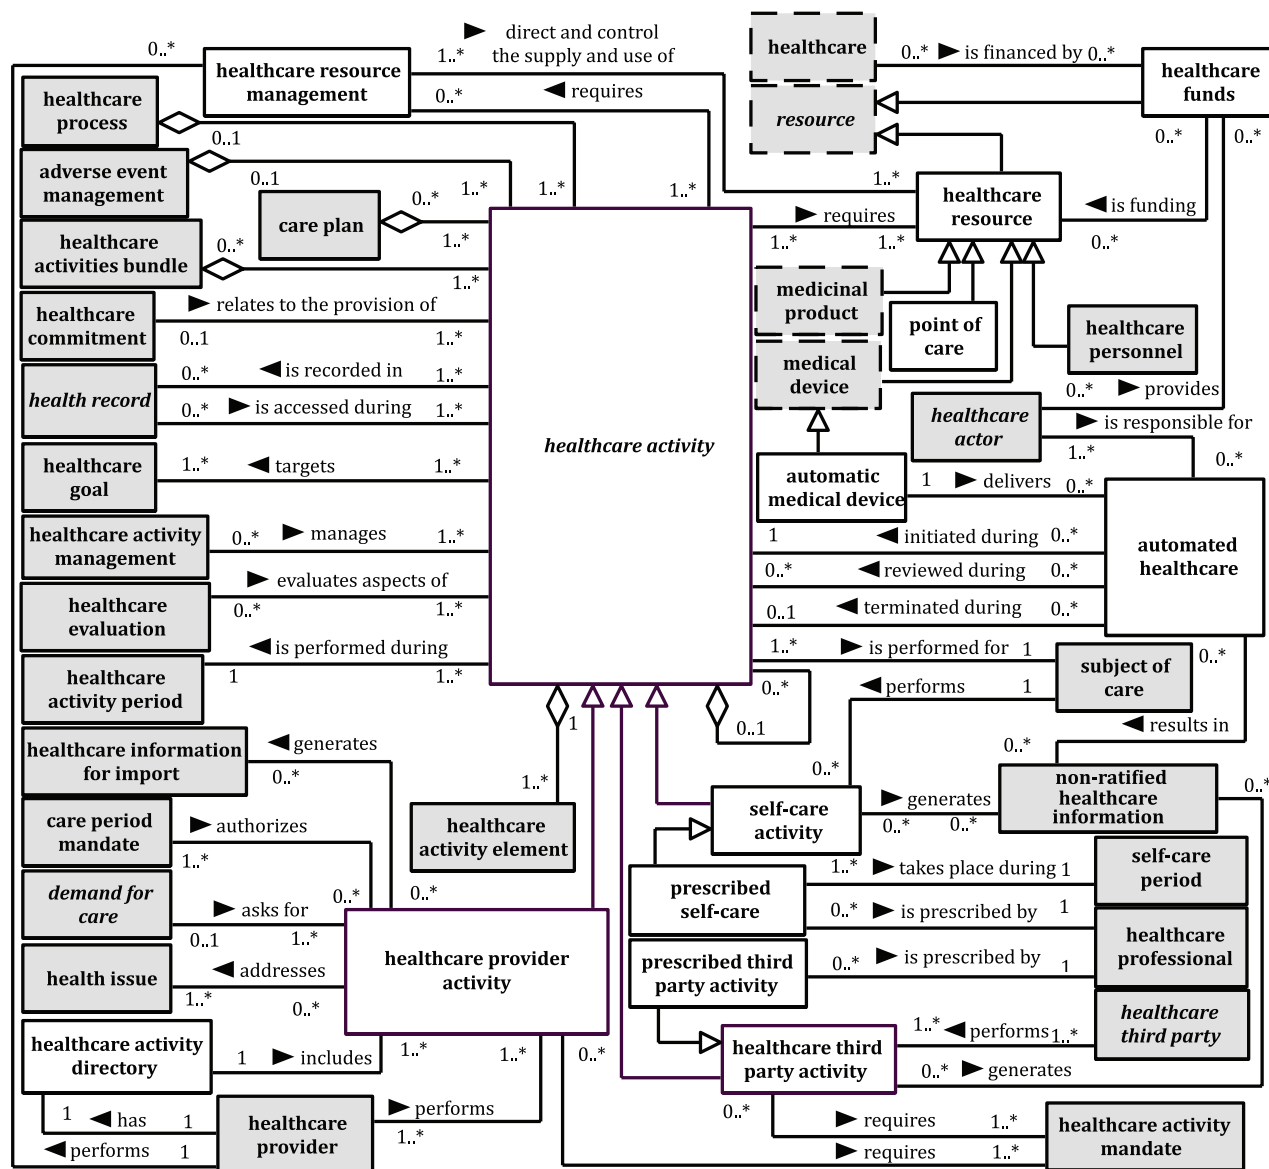 0..*
healthcare resource
management
1..*
► direct and control
the supply and use of
0..*
◄ requires
healthcare
0..* ► is financed by 0..*
healthcare
funds
resource
healthcare
process
0..1
adverse event
management
0..1
care plan
0..*
1..*
1..*
1..*
1..*
healthcare
activities bundle
0..*
1..*
healthcare
commitment
► relates to the provision of
0..1
1..*
health record
0..*
◄ is recorded in
1..*
0..*
► is accessed during
1..*
healthcare
goal
1..*
◄ targets
1..*
healthcare activity
management
0..*
► manages
1..*
healthcare
evaluation
► evaluates aspects of
0..*
1..*
healthcare
activity period
◄ is performed during
1
1..*
healthcare activity
1..*
healthcare
resource
0..*
0..*
◄ is funding
0..*
► requires
1..*
1..*
medicinal
product
point of
care
healthcare
personnel
medical
device
0..*
► provides
healthcare
actor
► is responsible for
1..*
0..*
automatic
medical device
1
► delivers
0..*
automated
healthcare
1
◄ initiated during
0..*
0..*
◄ reviewed during
0..*
0..1
◄ terminated during
0..*
1..*
► is performed for
1
subject of
care
0..*
◄ performs
1
0..*
0..1
0..*
◄ results in
0..*
1
1..*
healthcare
activity element
healthcare information
for import
◄ generates
0..*
care period
mandate
► authorizes
1..*
0..*
0..*
demand for
care
► asks for
0..1
1..*
health issue
◄ addresses
1..*
0..*
healthcare provider
activity
healthcare activity
directory
1
► includes
1..*
1..*
0..*
1
◄ has
1
healthcare
provider
► performs
1..*
◄ performs
1
self-care
activity
► generates
0..*
0..*
non-ratified
healthcare
information
0..*
prescribed
self-care
1..*
► takes place during
1
self-care
period
0..*
► is prescribed by
1
healthcare
professional
prescribed third
party activity
0..*
► is prescribed by
1
healthcare
third party
healthcare third
party activity
1..*
◄ performs
1..*
0..*
► generates
0..*
► requires
1..*
► requires
1..*
healthcare activity
mandate